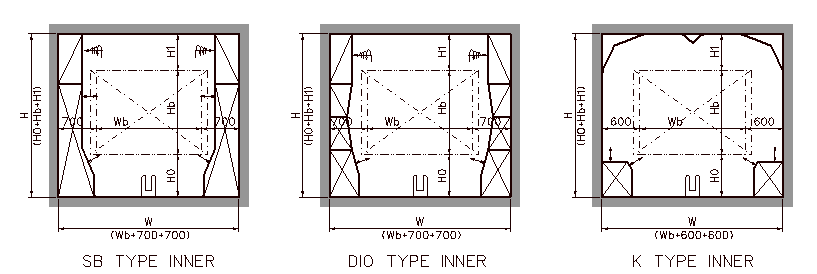 H1
Hb
H0
700
Wb
700
H
(H0+Hb+H1)
W
(Wb+700+700)
SB TYPE INNER
H1
Hb
H0
700
Wb
700
H
(H0+Hb+H1)
W
(Wb+700+700)
DIO TYPE INNER
H1
Hb
H0
600
Wb
600
H
(H0+Hb+H1)
W
(Wb+600+600)
K TYPE INNER